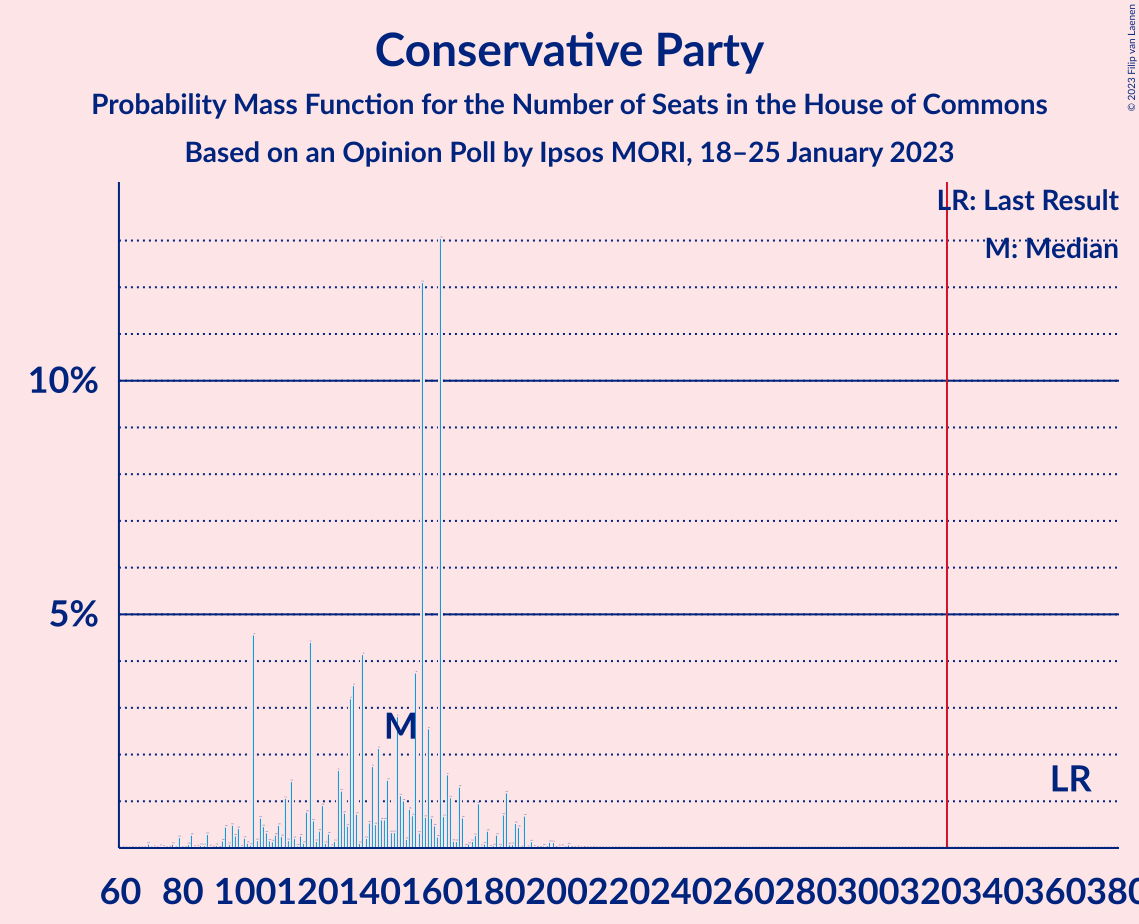 Conservative Party
Probability Mass Function for the Number of Seats in the House of Commons
Based on an Opinion Poll by Ipsos MORI, 18–25 January 2023
© 2023 Filip van Laenen
LR: Last Result
M: Median
10%
5%
M
LR
60 80 100 120 140 160 180 200 220 240 260 280 300 320 340 360 380